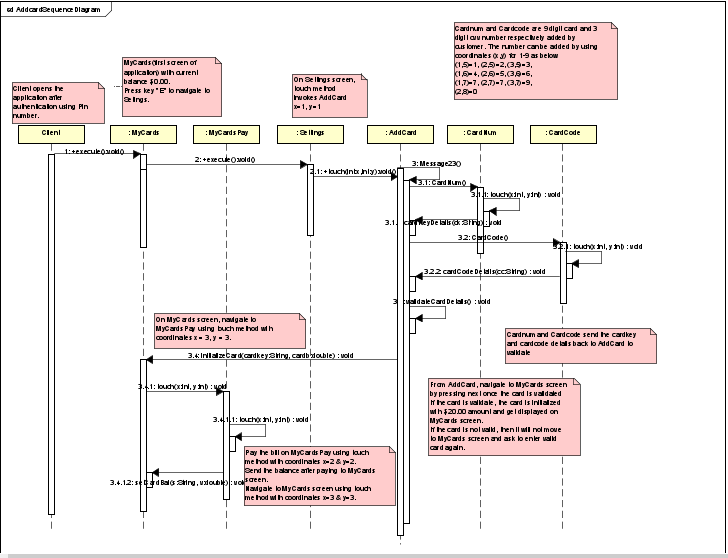 sd AddcardSequenceDiagram
Cardnum and Cardcode are 9 digit card and 3
digit cvv number respectively added by
customer. The number can be added by using
coordinates (x,y) for 1-9 as below
(1,5)=1, (2,5)=2, (3,5)=3,
(1,6)=4, (2,6)=5, (3,6)=6,
(1,7)=7, (2,7)=7, (3,7)=9,
(2,8)=0
MyCards (first screen of
application) with current
balance $0.00.
Press key "E" to navigate to
Settings.
On Settings screen,
touch method
invokes AddCard
x= 1, y=1
Client opens the
application after
authentication using Pin
number.
Client
: MyCards
: MyCardsPay
: Settings
: AddCard
: CardNum
: CardCode
1: +execute():void()
2: +execute():void()
2.1: +touch(int:x, int:y):void()
3: Message23()
3.1: CardNum()
3.1.1: touch(x:int, y:int) : void
cardKeyDetails(ck:String) : void
3.2: CardCode()
3.2.1: touch(x:int, y:int) : void
3.2.2: cardCodeDetails(cc:String) : void
validateCardDetails() : void
On MyCards screen, navigate to
MyCardsPay using touch method with
coordinates x = 3, y = 3.
Cardnum and Cardcode send the cardkey
and cardcode details back to AddCard to
validate
3.4: initializeCard(cardkey:String, cardb:double) : void
3.4.1: touch(x:int, y:int) : void
From AddCard, navigate to MyCards screen
by pressing next once the card is validated
If the card is validate, the card is initialized
with $20.00 amount and get displayed on
MyCards screen.
If the card is not valid, then it will not move
to MyCards screen and ask to enter valid
card again.
3.4.1.1: touch(x:int, y:int) : void
Pay the bill on MyCardsPay using touch
method with coordinates x=2 & y=2.
Send the balance after paying to MyCards
screen.
Navigate to MyCards screen using touch
method with coordinates x=3 & y=3.
3.4.1.2: setCardBal(s:String, u:double) : void